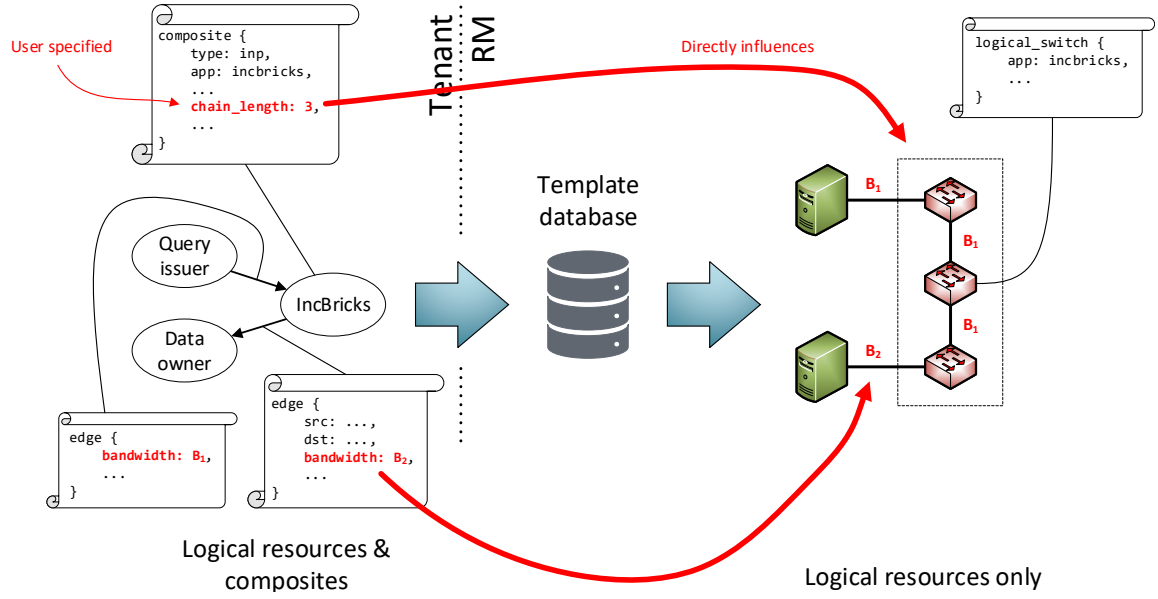 composite {
type: inp,
app: incbricks,
...
chain_length: 3,
...
}
User specified
Tenant
RM
Directly influences
logical_switch {
app: incbricks,
...
}
Template
database
Query
issuer
IncBricks
Data
owner
B1
B1
B1
B2
edge {
bandwidth: B1,
...
}
edge {
src: ...,
dst: ...,
bandwidth: B2,
...
}
Logical resources &
composites
Logical resources only